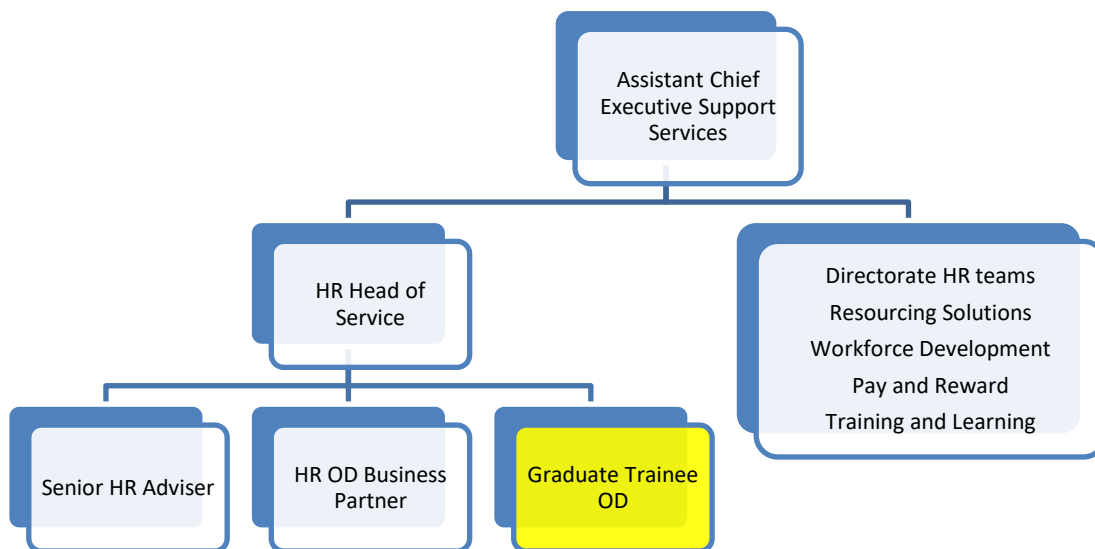 Assistant Chief
Executive Support
Services
HR Head of
Service
Directorate HR teams
Resourcing Solutions
Workforce Development
Pay and Reward
Training and Learning
Senior HR Adviser
HR OD Business
Partner
Graduate Trainee
OD